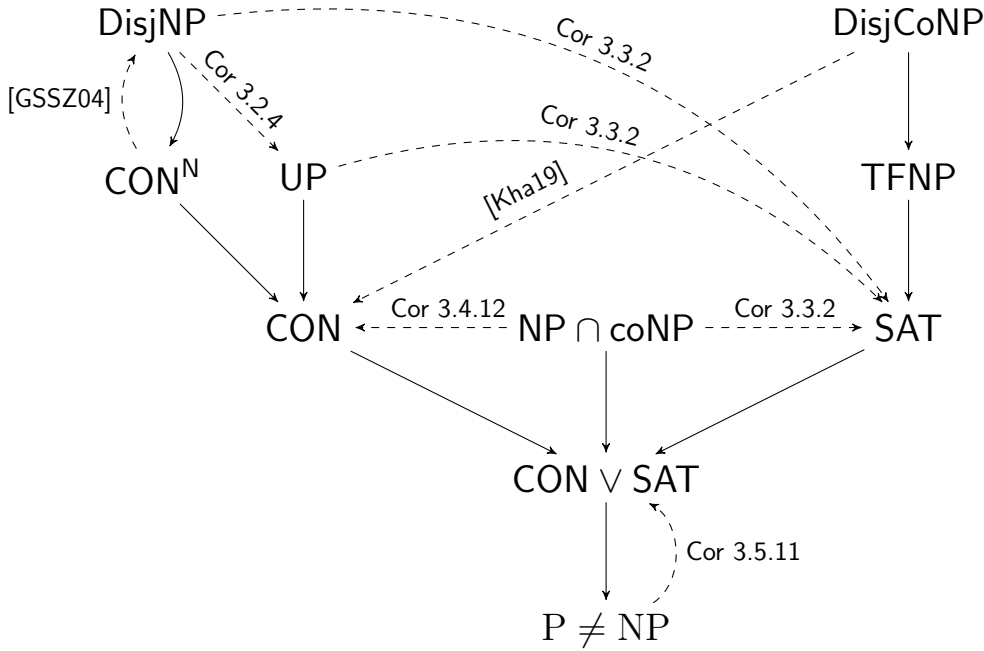 DisjNP
DisjCoNP
Cor 3.3.2
Cor 3.2.4
[GSSZ04]
Cor 3.3.2
CONᴺ
UP
TFNP
[Kha19]
Cor 3.4.12
Cor 3.3.2
CON
NP ∩ coNP
SAT
CON ∨ SAT
Cor 3.5.11
P ≠ NP